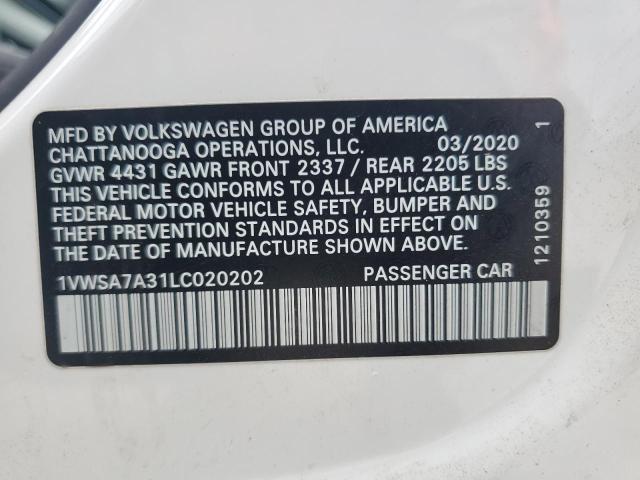 MFD BY VOLKSWAGEN GROUP OF AMERICA
CHATTANOOGA OPERATIONS, LLC. 03/2020
GVWR 4431 GAWR FRONT 2337 / REAR 2205 LBS
THIS VEHICLE CONFORMS TO ALL APPLICABLE U.S.
FEDERAL MOTOR VEHICLE SAFETY, BUMPER AND
THEFT PREVENTION STANDARDS IN EFFECT ON
THE DATE OF MANUFACTURE SHOWN ABOVE.
1VWSA7A31LC020202 PASSENGER CAR
1210359 1